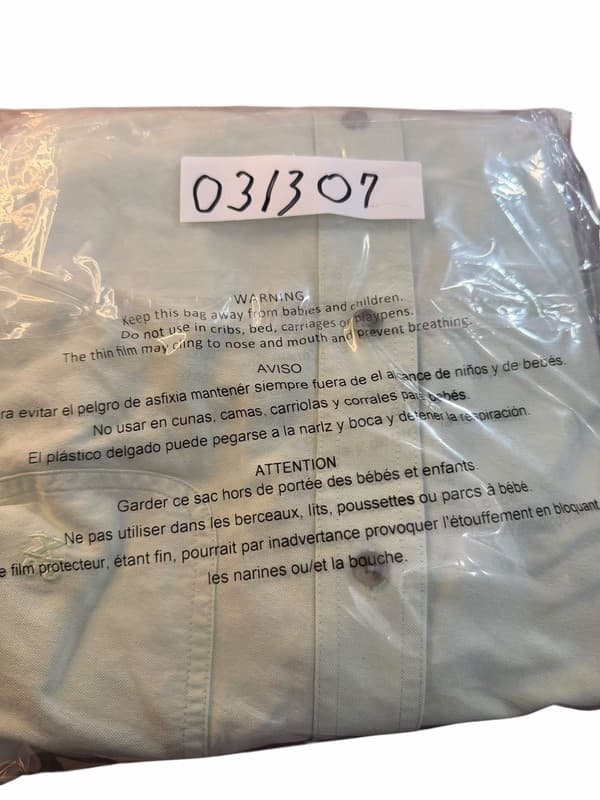 031307
WARNING
Keep this bag away from babies and children.
Do not use in cribs, bed, carriages or playpens.
The thin film may cling to nose and mouth and prevent breathing.
AVISO
ra evitar el pelgro de asfixia mantenér siempre fuera de el alcance de niños y de bebés.
No usar en cunas, camas, carriolas y corrales para bebés.
El plástico delgado puede pegarse a la narlz y boca y detener la respiración.
ATTENTION
Garder ce sac hors de portée des bébés et enfants.
Ne pas utiliser dans les berceaux, lits, poussettes ou parcs à bébé.
e film protecteur, étant fin, pourrait par inadvertance provoquer l'étouffement en bloquant
les narines ou/et la bouche.